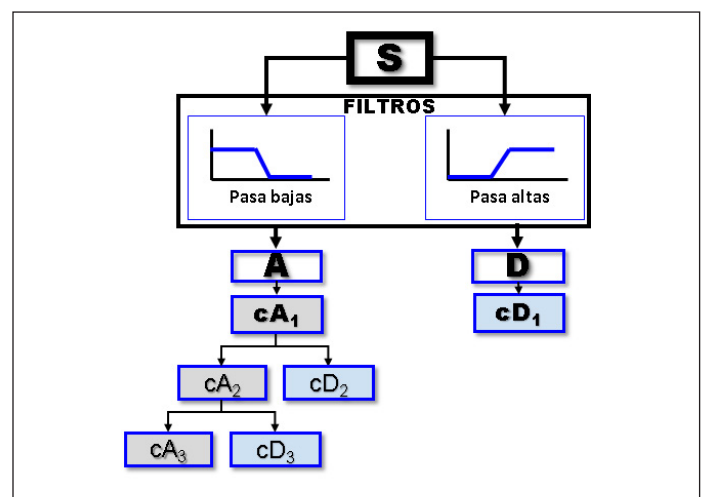 S
FILTROS
Pasa bajas
Pasa altas
A
D
cA₁
cD₁
cA₂
cD₂
cA₃
cD₃